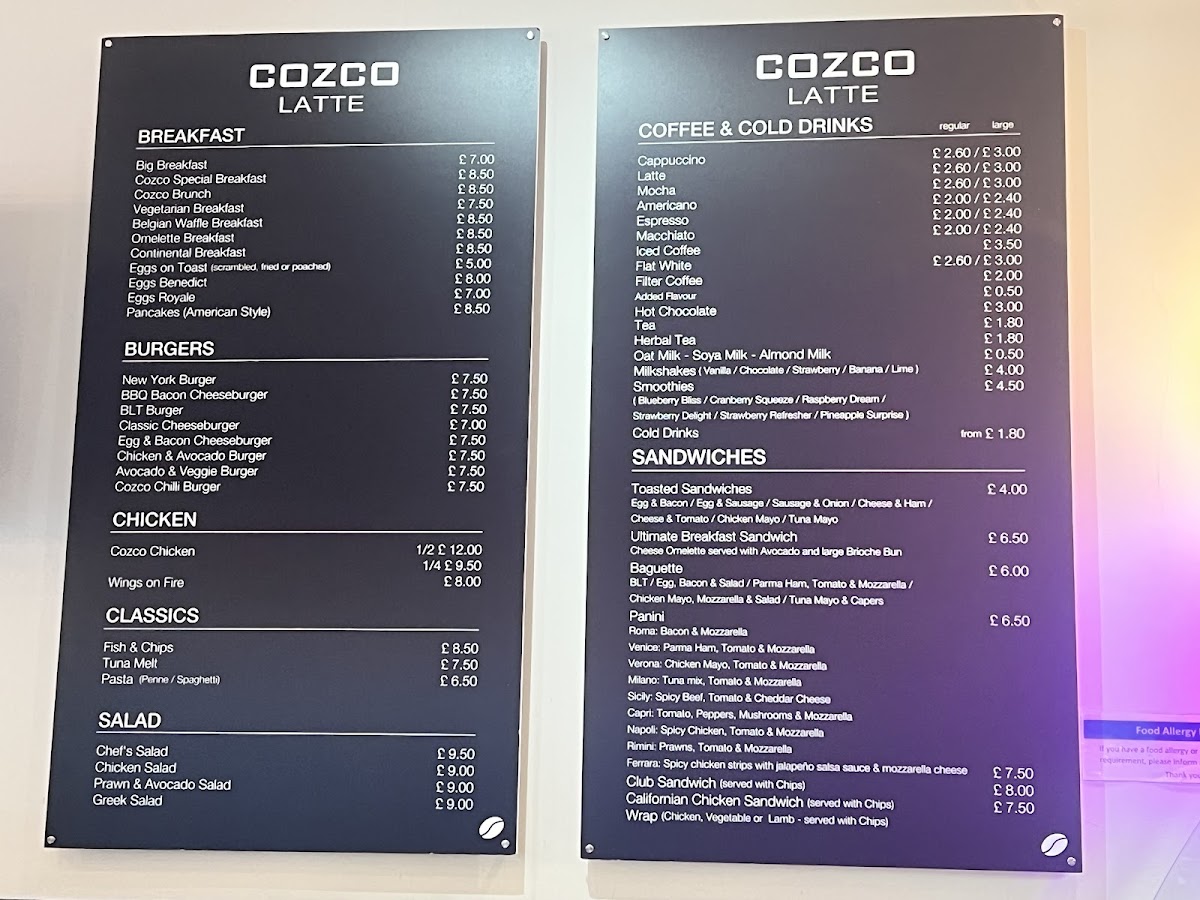 COZCO
LATTE
BREAKFAST
Big Breakfast £ 7.00
Cozco Special Breakfast £ 8.50
Cozco Brunch £ 8.50
Vegetarian Breakfast £ 7.50
Belgian Waffle Breakfast £ 8.50
Omelette Breakfast £ 8.50
Continental Breakfast £ 8.50
Eggs on Toast (scrambled, fried or poached) £ 5.00
Eggs Benedict £ 8.00
Eggs Royale £ 7.00
Pancakes (American Style) £ 8.50
BURGERS
New York Burger £ 7.50
BBQ Bacon Cheeseburger £ 7.50
BLT Burger £ 7.50
Classic Cheeseburger £ 7.00
Egg & Bacon Cheeseburger £ 7.50
Chicken & Avocado Burger £ 7.50
Avocado & Veggie Burger £ 7.50
Cozco Chilli Burger £ 7.50
CHICKEN
Cozco Chicken 1/2 £ 12.00
1/4 £ 9.50
Wings on Fire £ 8.00
CLASSICS
Fish & Chips £ 8.50
Tuna Melt £ 7.50
Pasta (Penne / Spaghetti) £ 6.50
SALAD
Chef's Salad £ 9.50
Chicken Salad £ 9.00
Prawn & Avocado Salad £ 9.00
Greek Salad £ 9.00
COZCO
LATTE
COFFEE & COLD DRINKS regular large
Cappuccino £ 2.60 / £ 3.00
Latte £ 2.60 / £ 3.00
Mocha £ 2.60 / £ 3.00
Americano £ 2.00 / £ 2.40
Espresso £ 2.00 / £ 2.40
Macchiato £ 2.00 / £ 2.40
Iced Coffee £ 3.50
Flat White £ 2.60 / £ 3.00
Filter Coffee £ 2.00
Added Flavour £ 0.50
Hot Chocolate £ 3.00
Tea £ 1.80
Herbal Tea £ 1.80
Oat Milk - Soya Milk - Almond Milk £ 0.50
Milkshakes ( Vanilla / Chocolate / Strawberry / Banana / Lime ) £ 4.00
Smoothies £ 4.50
( Blueberry Bliss / Cranberry Squeeze / Raspberry Dream /
Strawberry Delight / Strawberry Refresher / Pineapple Surprise )
Cold Drinks from £ 1.80
SANDWICHES
Toasted Sandwiches £ 4.00
Egg & Bacon / Egg & Sausage / Sausage & Onion / Cheese & Ham /
Cheese & Tomato / Chicken Mayo / Tuna Mayo
Ultimate Breakfast Sandwich £ 6.50
Cheese Omelette served with Avocado and large Brioche Bun
Baguette £ 6.00
BLT / Egg, Bacon & Salad / Parma Ham, Tomato & Mozzarella /
Chicken Mayo, Mozzarella & Salad / Tuna Mayo & Capers
Panini £ 6.50
Roma: Bacon & Mozzarella
Venice: Parma Ham, Tomato & Mozzarella
Verona: Chicken Mayo, Tomato & Mozzarella
Milano: Tuna mix, Tomato & Mozzarella
Sicily: Spicy Beef, Tomato & Cheddar Cheese
Capri: Tomato, Peppers, Mushrooms & Mozzarella
Napoli: Spicy Chicken, Tomato & Mozzarella
Rimini: Prawns, Tomato & Mozzarella
Ferrara: Spicy chicken strips with jalapeño salsa sauce & mozzarella cheese
Club Sandwich (served with Chips) £ 7.50
Californian Chicken Sandwich (served with Chips) £ 8.00
Wrap (Chicken, Vegetable or Lamb - served with Chips) £ 7.50
Food Allergy
If you have a food allergy or
requirement, please inform
Thank you